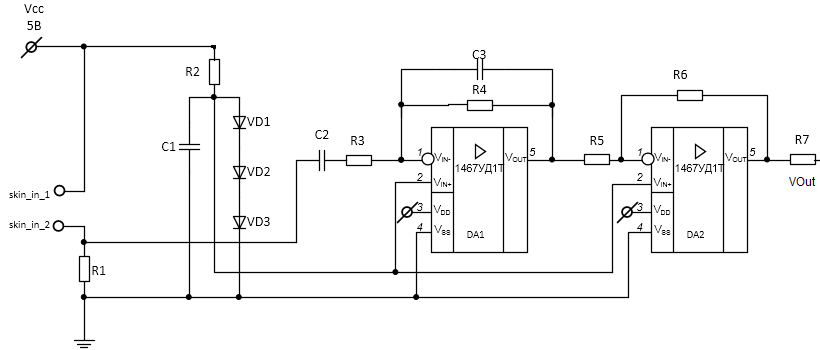 Vcc
5В
R2
C1
VD1
VD2
VD3
skin_in_1
skin_in_2
R1
C2
R3
C3
R4
1
VIN-
1467УД1Т
VOUT
5
2
VIN+
3
VDD
4
VSS
DA1
R5
R6
1
VIN-
1467УД1Т
VOUT
5
2
VIN+
3
VDD
4
VSS
DA2
R7
VOut